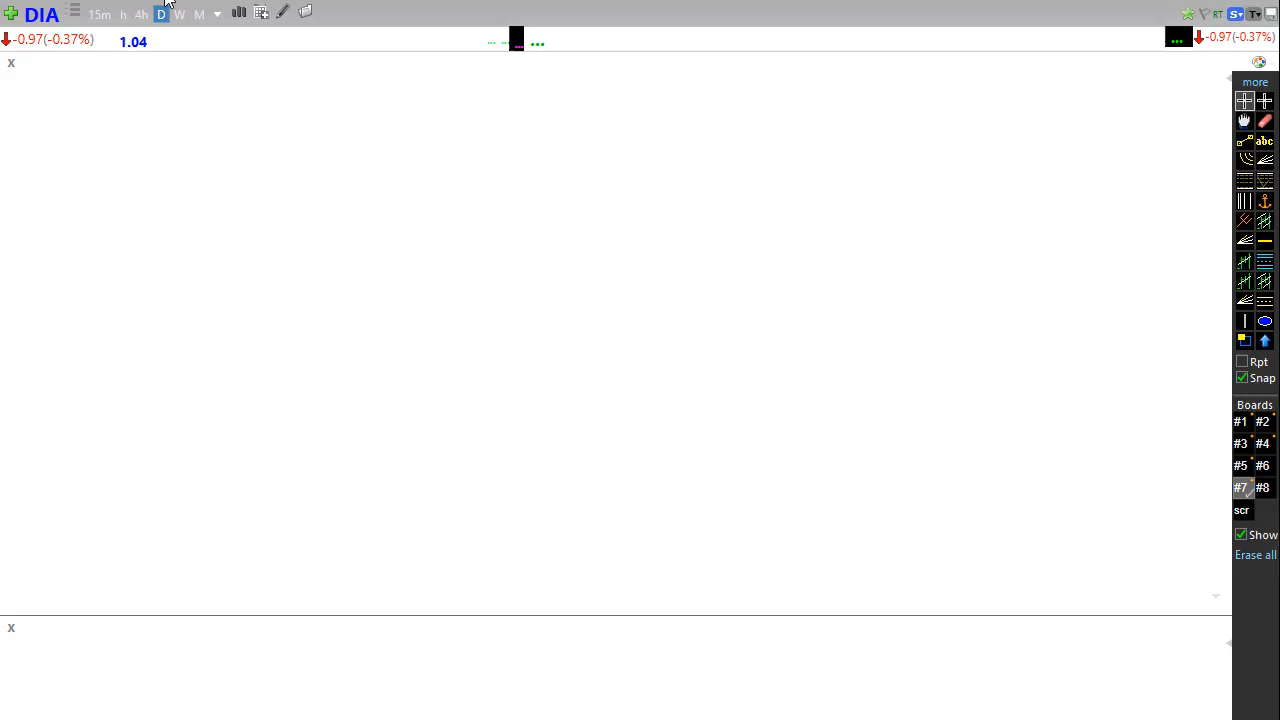 DIA 15m h 4h D W M RT S T
-0.97(-0.37%) 1.04 ... ... ... ... ... -0.97(-0.37%)
x
more
abc
Rpt
Snap
Boards
#1 #2
#3 #4
#5 #6
#7 #8
scr
Show
Erase all
x